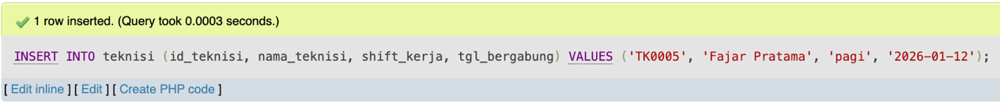 1 row inserted. (Query took 0.0003 seconds.)
INSERT INTO teknisi (id_teknisi, nama_teknisi, shift_kerja, tgl_bergabung) VALUES ('TK0005', 'Fajar Pratama', 'pagi', '2026-01-12');
[ Edit inline ] [ Edit ] [ Create PHP code ]